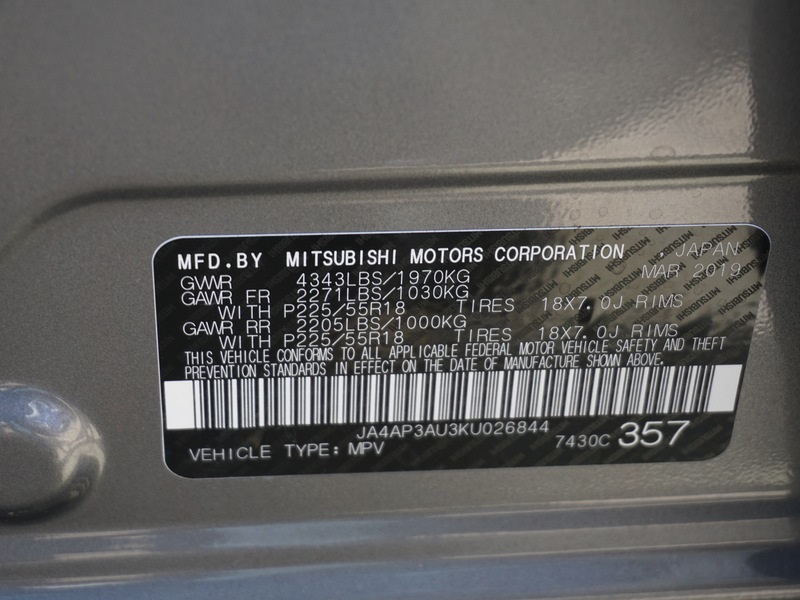 MFD.BY MITSUBISHI MOTORS CORPORATION JAPAN
GVWR 4343LBS/1970KG MAR 2019
GAWR FR 2271LBS/1030KG
WITH P225/55R18 TIRES 18X7.0J RIMS
GAWR RR 2205LBS/1000KG
WITH P225/55R18 TIRES 18X7.0J RIMS
THIS VEHICLE CONFORMS TO ALL APPLICABLE FEDERAL MOTOR VEHICLE SAFETY AND THEFT
PREVENTION STANDARDS IN EFFECT ON THE DATE OF MANUFACTURE SHOWN ABOVE.
JA4AP3AU3KU026844
VEHICLE TYPE: MPV 7430C 357